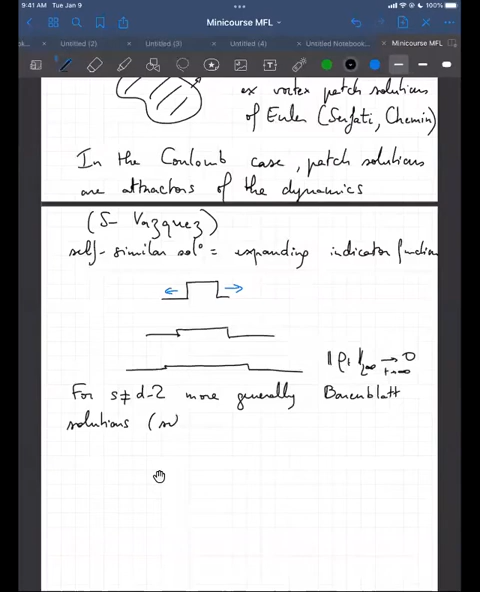 9:41 AM Tue Jan 9
100%
Minicourse MFL
Untitled (2)
Untitled (3)
Untitled (4)
Untitled Notebook...
Minicourse MFL
ex vortex patch solutions
of Euler (Serfati, Chemin)
In the Coulomb case, patch solutions
are attractors of the dynamics
(S- Vazquez)
self-similar sol° = expanding indicator function
‖ρt‖L∞ → 0
t→∞
For s≠d-2 more generally Barenblatt
solutions (